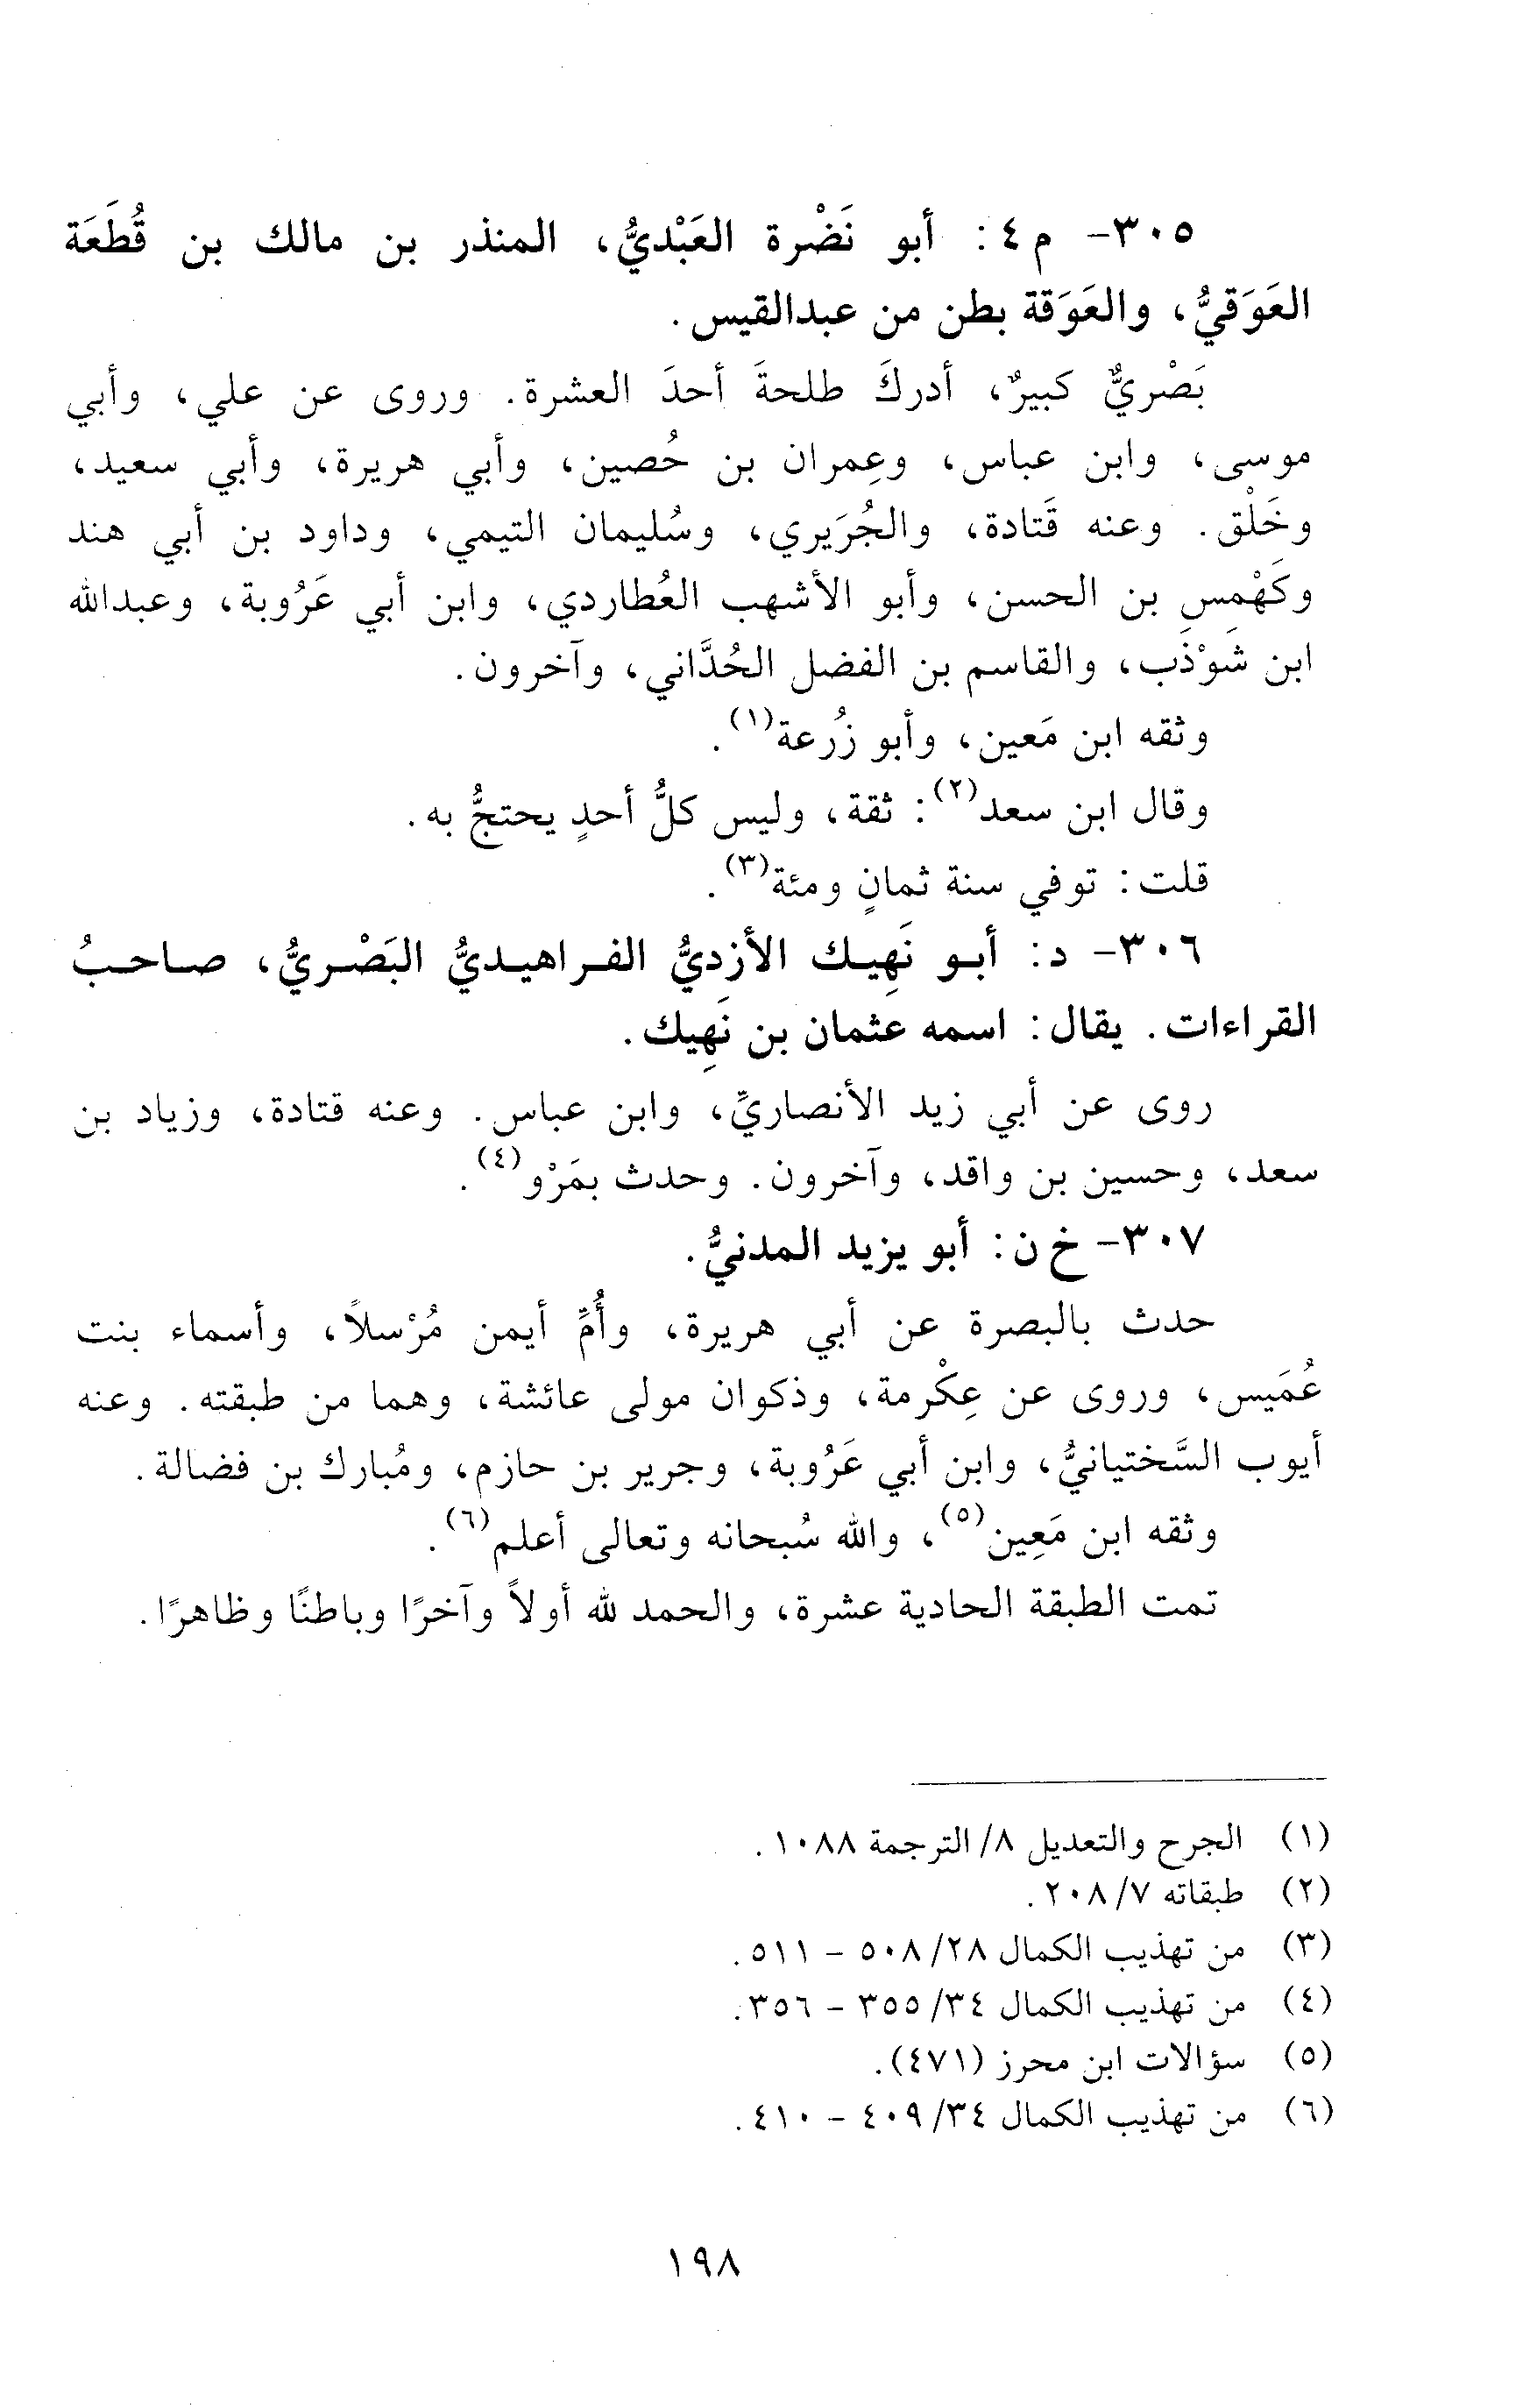 ٣٠٥- م ٤: أبو نَضْرة العَبْديُّ، المنذر بن مالك بن قُطَعَة
العَوَقيُّ، والعَوَقة بطن من عبدالقيس.
بَصْريٌّ كبيرٌ، أدركَ طلحةَ أحدَ العشرة. وروى عن علي، وأبي
موسى، وابن عباس، وعِمران بن حُصين، وأبي هريرة، وأبي سعيد،
وخَلْق. وعنه قَتادة، والجُرَيري، وسُليمان التيمي، وداود بن أبي هند
وكَهْمس بن الحسن، وأبو الأشهب العُطاردي، وابن أبي عَرُوبة، وعبدالله
ابن شَوْذَب، والقاسم بن الفضل الحُدَّاني، وآخرون.
وثقه ابن مَعين، وأبو زُرعة(١).
وقال ابن سعد(٢): ثقة، وليس كلُّ أحدٍ يحتجُّ به.
قلت: توفي سنة ثمانٍ ومئة(٣).
٣٠٦- د: أبو نَهِيك الأزديُّ الفراهيديُّ البَصْريُّ، صاحبُ
القراءات. يقال: اسمه عثمان بن نَهِيك.
روى عن أبي زيد الأنصاريِّ، وابن عباس. وعنه قتادة، وزياد بن
سعد، وحسين بن واقد، وآخرون. وحدث بمَرْو(٤).
٣٠٧- خ ن: أبو يزيد المدنيُّ.
حدث بالبصرة عن أبي هريرة، وأُمِّ أيمن مُرْسلاً، وأسماء بنت
عُمَيس، وروى عن عِكْرمة، وذكوان مولى عائشة، وهما من طبقته. وعنه
أيوب السَّختيانيُّ، وابن أبي عَرُوبة، وجرير بن حازم، ومُبارك بن فضالة.
وثقه ابن مَعِين(٥)، والله سُبحانه وتعالى أعلم(٦).
تمت الطبقة الحادية عشرة، والحمد لله أولاً وآخرًا وباطنًا وظاهرًا.
(١) الجرح والتعديل ٨/ الترجمة ١٠٨٨.
(٢) طبقاته ٧/ ٢٠٨.
(٣) من تهذيب الكمال ٢٨/ ٥٠٨ - ٥١١.
(٤) من تهذيب الكمال ٣٤/ ٣٥٥ - ٣٥٦.
(٥) سؤالات ابن محرز (٤٧١).
(٦) من تهذيب الكمال ٣٤/ ٤٠٩ - ٤١٠.
١٩٨